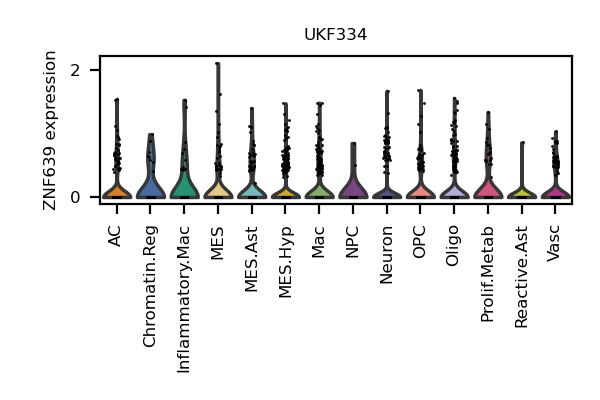 UKF334
ZNF639 expression
2
0
AC
Chromatin.Reg
Inflammatory.Mac
MES
MES.Ast
MES.Hyp
Mac
NPC
Neuron
OPC
Oligo
Prolif.Metab
Reactive.Ast
Vasc